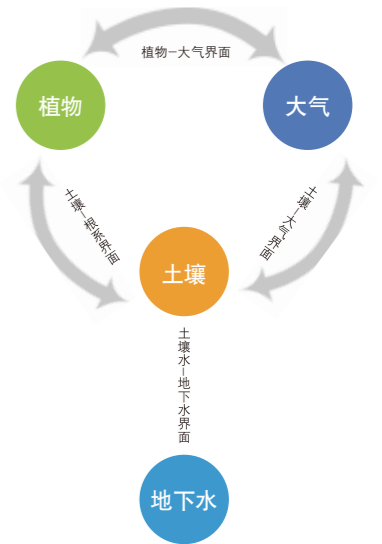 植物–大气界面
植物
大气
土壤–根系界面
土壤–大气界面
土壤
土壤水–地下水界面
地下水